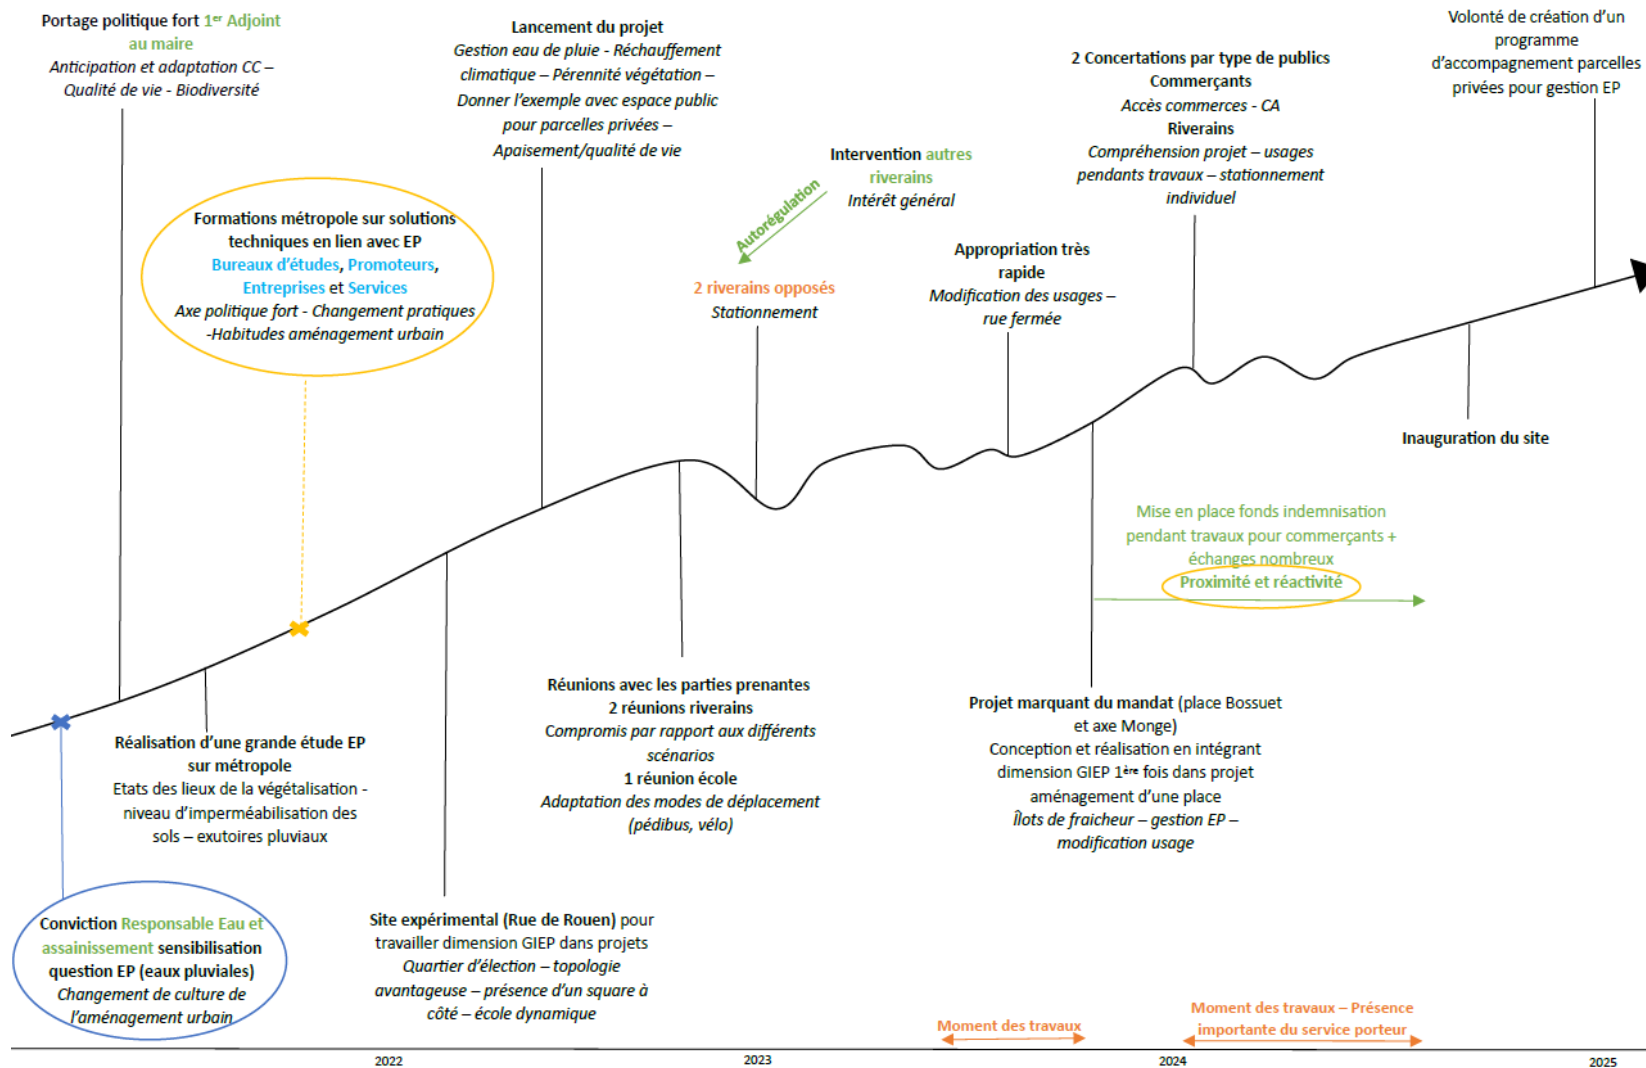 Portage politique fort 1er Adjoint
au maire
Anticipation et adaptation CC –
Qualité de vie - Biodiversité
Formations métropole sur solutions
techniques en lien avec EP
Bureaux d’études, Promoteurs,
Entreprises et Services
Axe politique fort - Changement pratiques
-Habitudes aménagement urbain
Lancement du projet
Gestion eau de pluie - Réchauffement
climatique – Pérennité végétation –
Donner l’exemple avec espace public
pour parcelles privées –
Apaisement/qualité de vie
Intervention autres
riverains
Intérêt général
Autorégulation
2 riverains opposés
Stationnement
Appropriation très
rapide
Modification des usages –
rue fermée
2 Concertations par type de publics
Commerçants
Accès commerces - CA
Riverains
Compréhension projet – usages
pendants travaux – stationnement
individuel
Volonté de création d’un
programme
d’accompagnement parcelles
privées pour gestion EP
Inauguration du site
Mise en place fonds indemnisation
pendant travaux pour commerçants +
échanges nombreux
Proximité et réactivité
Réalisation d’une grande étude EP
sur métropole
Etats des lieux de la végétalisation -
niveau d’imperméabilisation des
sols – exutoires pluviaux
Réunions avec les parties prenantes
2 réunions riverains
Compromis par rapport aux différents
scénarios
1 réunion école
Adaptation des modes de déplacement
(pédibus, vélo)
Projet marquant du mandat (place Bossuet
et axe Monge)
Conception et réalisation en intégrant
dimension GIEP 1ère fois dans projet
aménagement d’une place
Îlots de fraicheur – gestion EP –
modification usage
Conviction Responsable Eau et
assainissement sensibilisation
question EP (eaux pluviales)
Changement de culture de
l’aménagement urbain
Site expérimental (Rue de Rouen) pour
travailler dimension GIEP dans projets
Quartier d’élection – topologie
avantageuse – présence d’un square à
côté – école dynamique
Moment des travaux
Moment des travaux – Présence
importante du service porteur
2022
2023
2024
2025